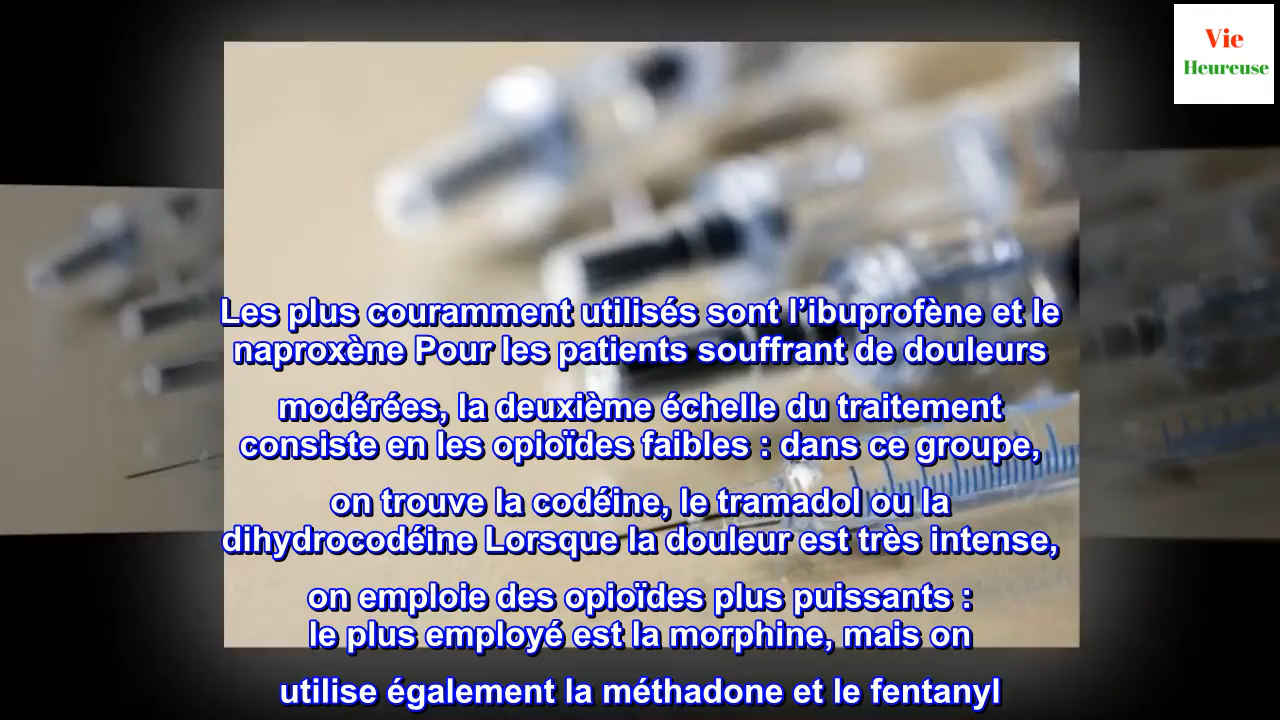 Vie
Heureuse
Les plus couramment utilisés sont l’ibuprofène et le
naproxène Pour les patients souffrant de douleurs
modérées, la deuxième échelle du traitement
consiste en les opioïdes faibles : dans ce groupe,
on trouve la codéine, le tramadol ou la
dihydrocodéine Lorsque la douleur est très intense,
on emploie des opioïdes plus puissants :
le plus employé est la morphine, mais on
utilise également la méthadone et le fentanyl